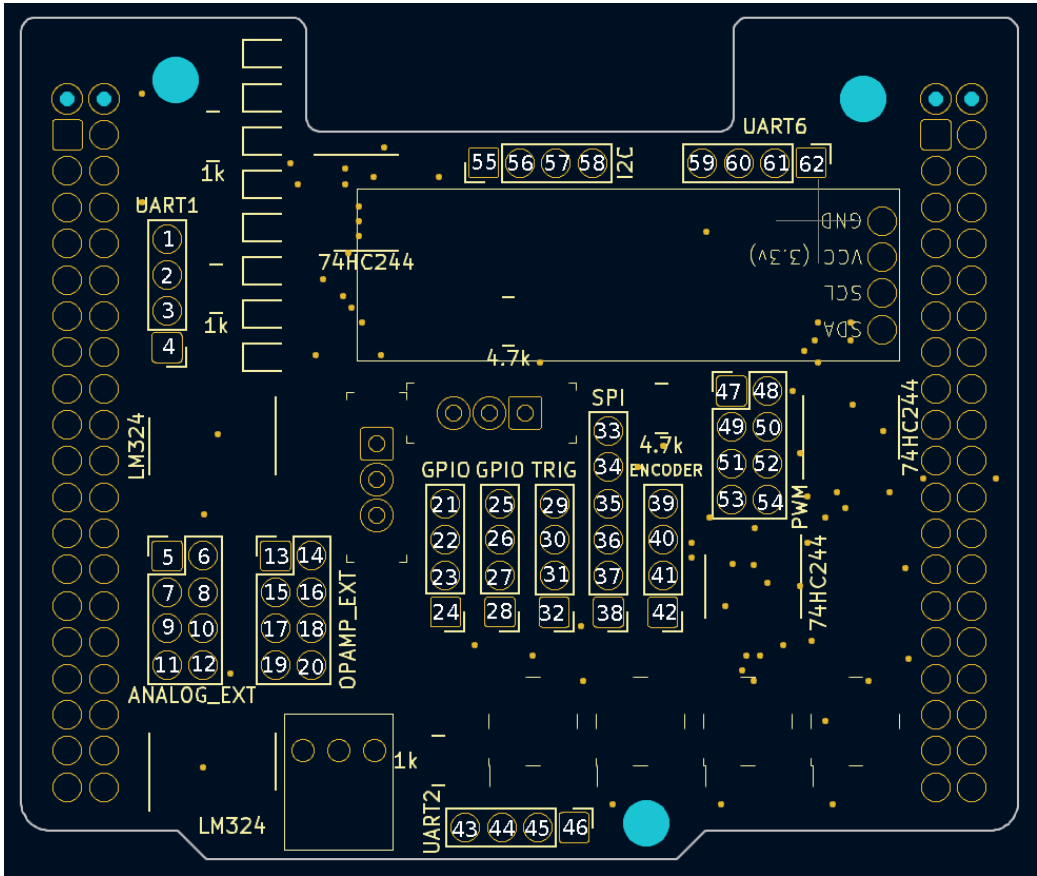 UART6
55 56 57 58 I2C
59 60 61 62
1k
UART1
1
2
3
4
1k
74HC244
GND
VCC (3.3v)
SCL
SDA
4.7k
SPI
33
34
35
36
37
38
47 48
49 50
51 52
53 54
PWM
74HC244
LM324
4.7k
GPIO GPIO TRIG ENCODER
21 25 29 39
22 26 30 40
23 27 31 41
24 28 32 42
74HC244
5 6
7 8
9 10
11 12
ANALOG_EXT
13 14
15 16
17 18
19 20
OPAMP_EXT
1k
LM324
UART2
43 44 45 46